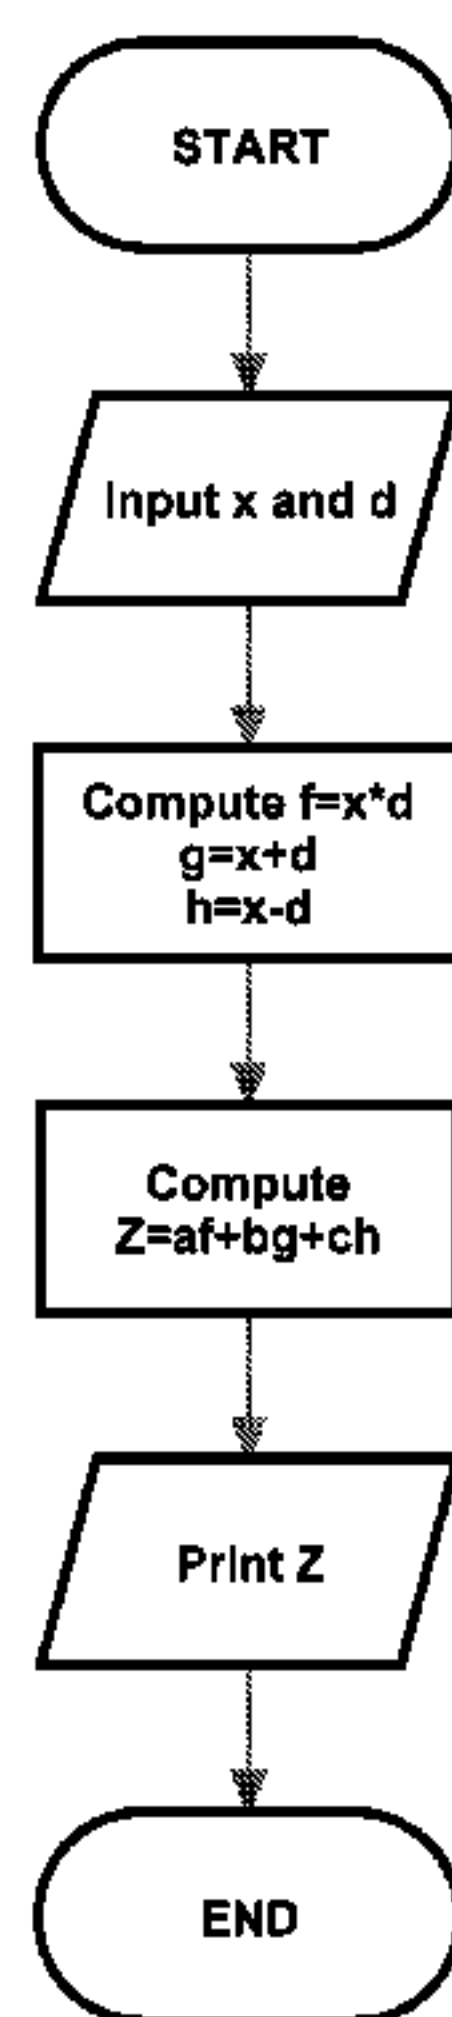 START
Input x and d
Compute f=x*d
g=x+d
h=x-d
Compute
Z=af+bg+ch
Print Z
END